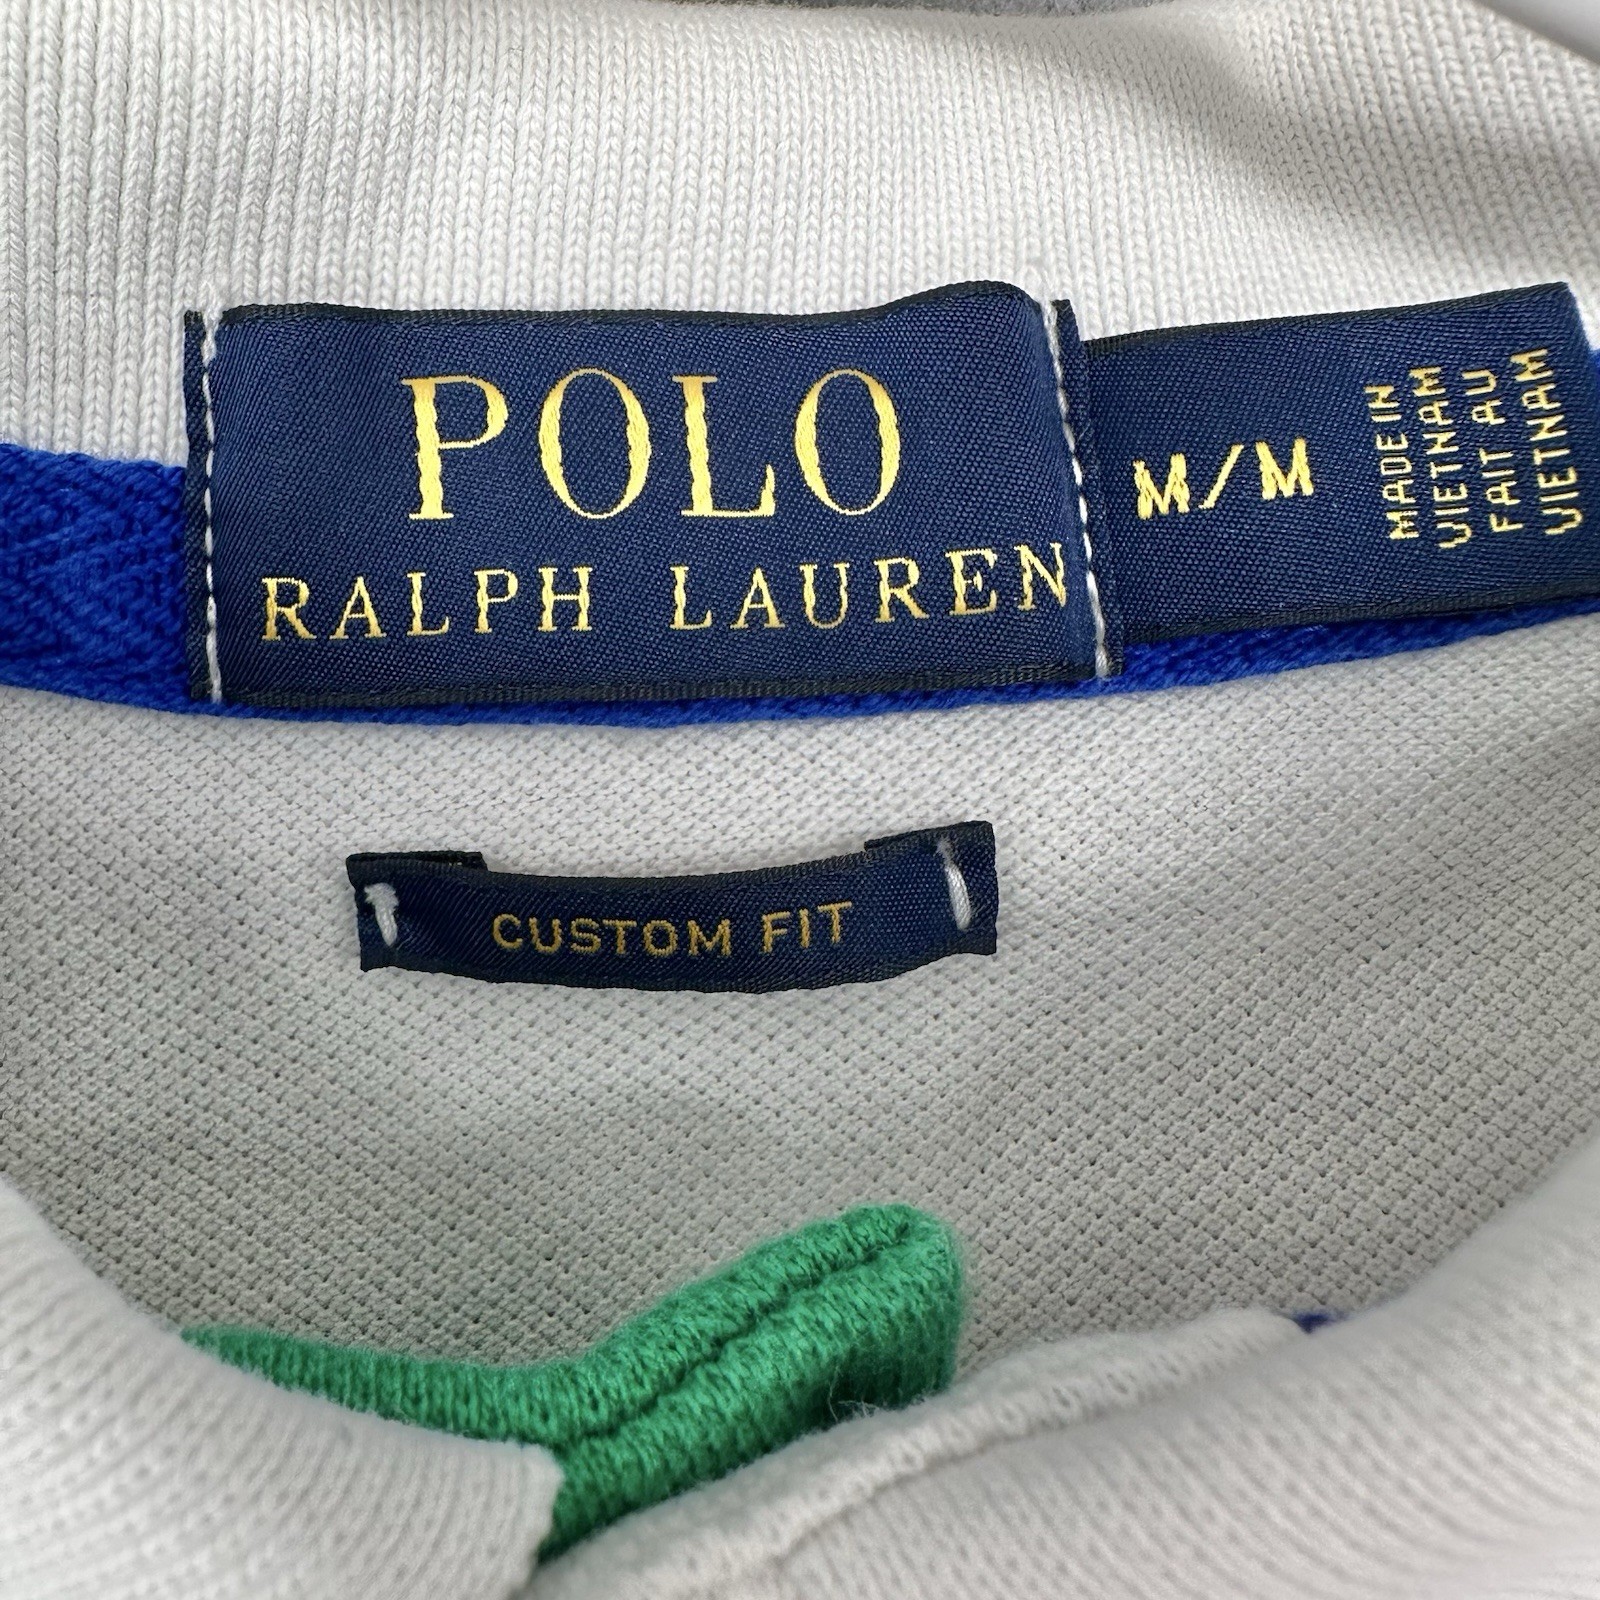 POLO
RALPH LAUREN
M/M
MADE IN
VIETNAM
FAIT AU
VIETNAM
CUSTOM FIT